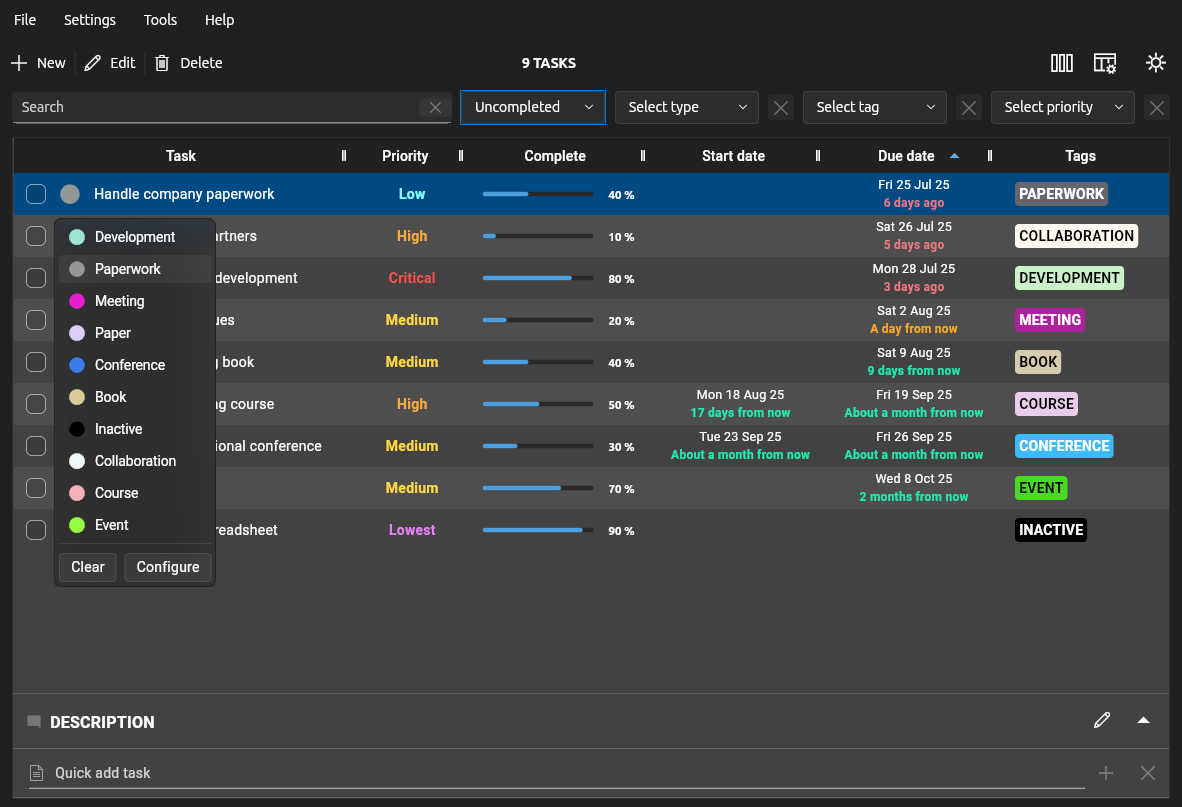 File Settings Tools Help
New Edit Delete 9 TASKS
Search Uncompleted Select type Select tag Select priority
Task Priority Complete Start date Due date Tags
Handle company paperwork Low 40 % Fri 25 Jul 25 PAPERWORK
6 days ago
artners High 10 % Sat 26 Jul 25 COLLABORATION
5 days ago
development Critical 80 % Mon 28 Jul 25 DEVELOPMENT
3 days ago
ues Medium 20 % Sat 2 Aug 25 MEETING
A day from now
book Medium 40 % Sat 9 Aug 25 BOOK
9 days from now
g course High 50 % Mon 18 Aug 25 Fri 19 Sep 25 COURSE
17 days from now About a month from now
ional conference Medium 30 % Tue 23 Sep 25 Fri 26 Sep 25 CONFERENCE
About a month from now About a month from now
Medium 70 % Wed 8 Oct 25 EVENT
2 months from now
readsheet Lowest 90 % INACTIVE
Development
Paperwork
Meeting
Paper
Conference
Book
Inactive
Collaboration
Course
Event
Clear Configure
DESCRIPTION
Quick add task